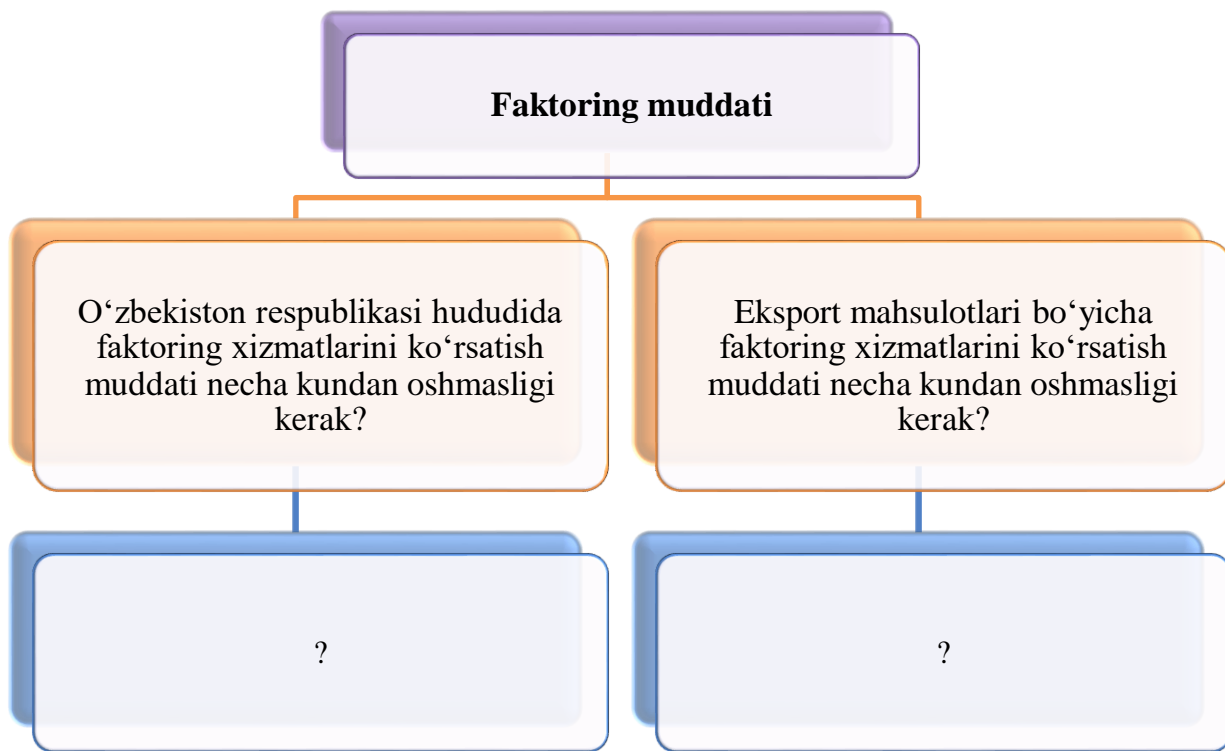 Faktoring muddati
O‘zbekiston respublikasi hududida
faktoring xizmatlarini ko‘rsatish
muddati necha kundan oshmasligi
kerak?
Eksport mahsulotlari bo‘yicha
faktoring xizmatlarini ko‘rsatish
muddati necha kundan oshmasligi
kerak?
?
?